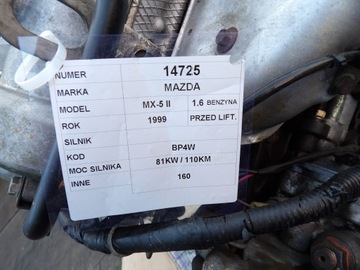 NUMER 14725
MARKA MAZDA
MODEL MX-5 II 1.6 BENZYNA
ROK 1999 PRZED LIFT.
SILNIK
KOD BP4W
MOC SILNIKA 81KW / 110KM
INNE 160